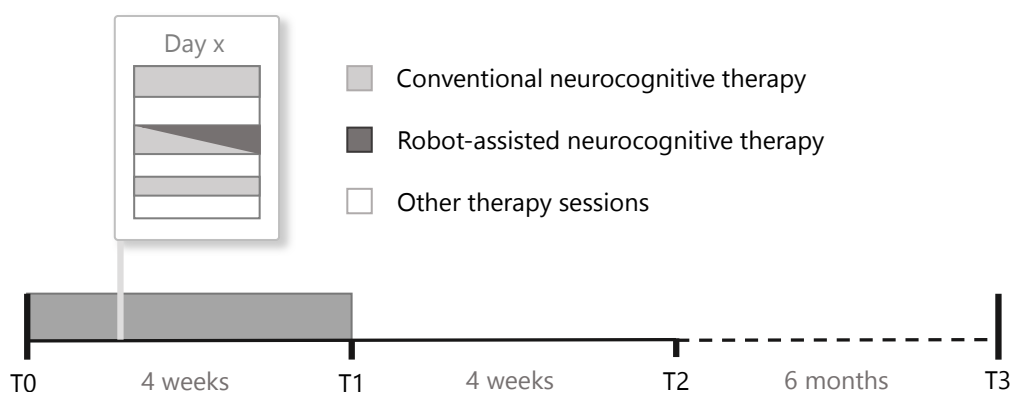 Day x
Conventional neurocognitive therapy
Robot-assisted neurocognitive therapy
Other therapy sessions
T0 4 weeks T1 4 weeks T2 6 months T3